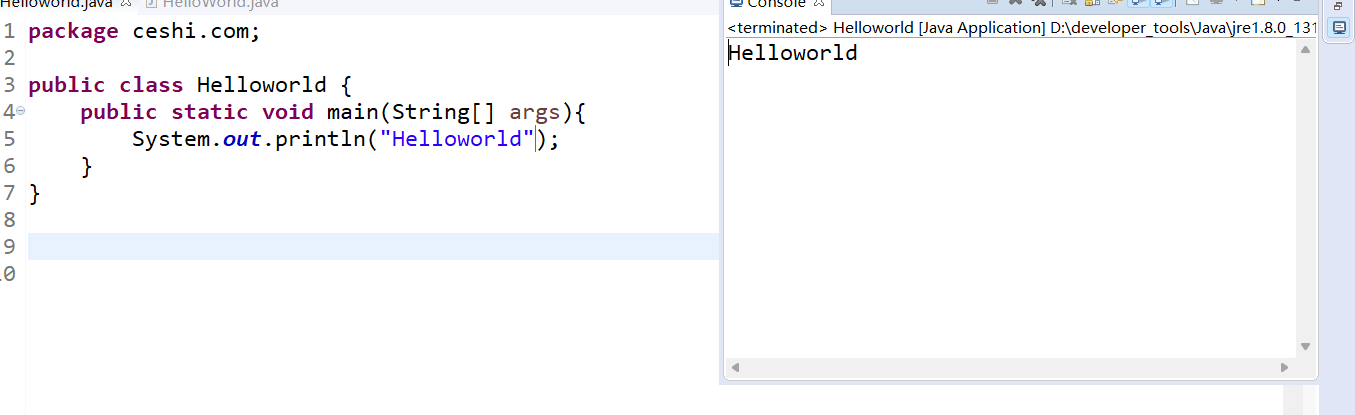 Helloworld.java HelloWorld.java
1 package ceshi.com;
2
3 public class Helloworld {
4 public static void main(String[] args){
5 System.out.println("Helloworld");
6 }
7 }
8
9
10
Console
<terminated> Helloworld [Java Application] D:\developer_tools\Java\jre1.8.0_131
Helloworld